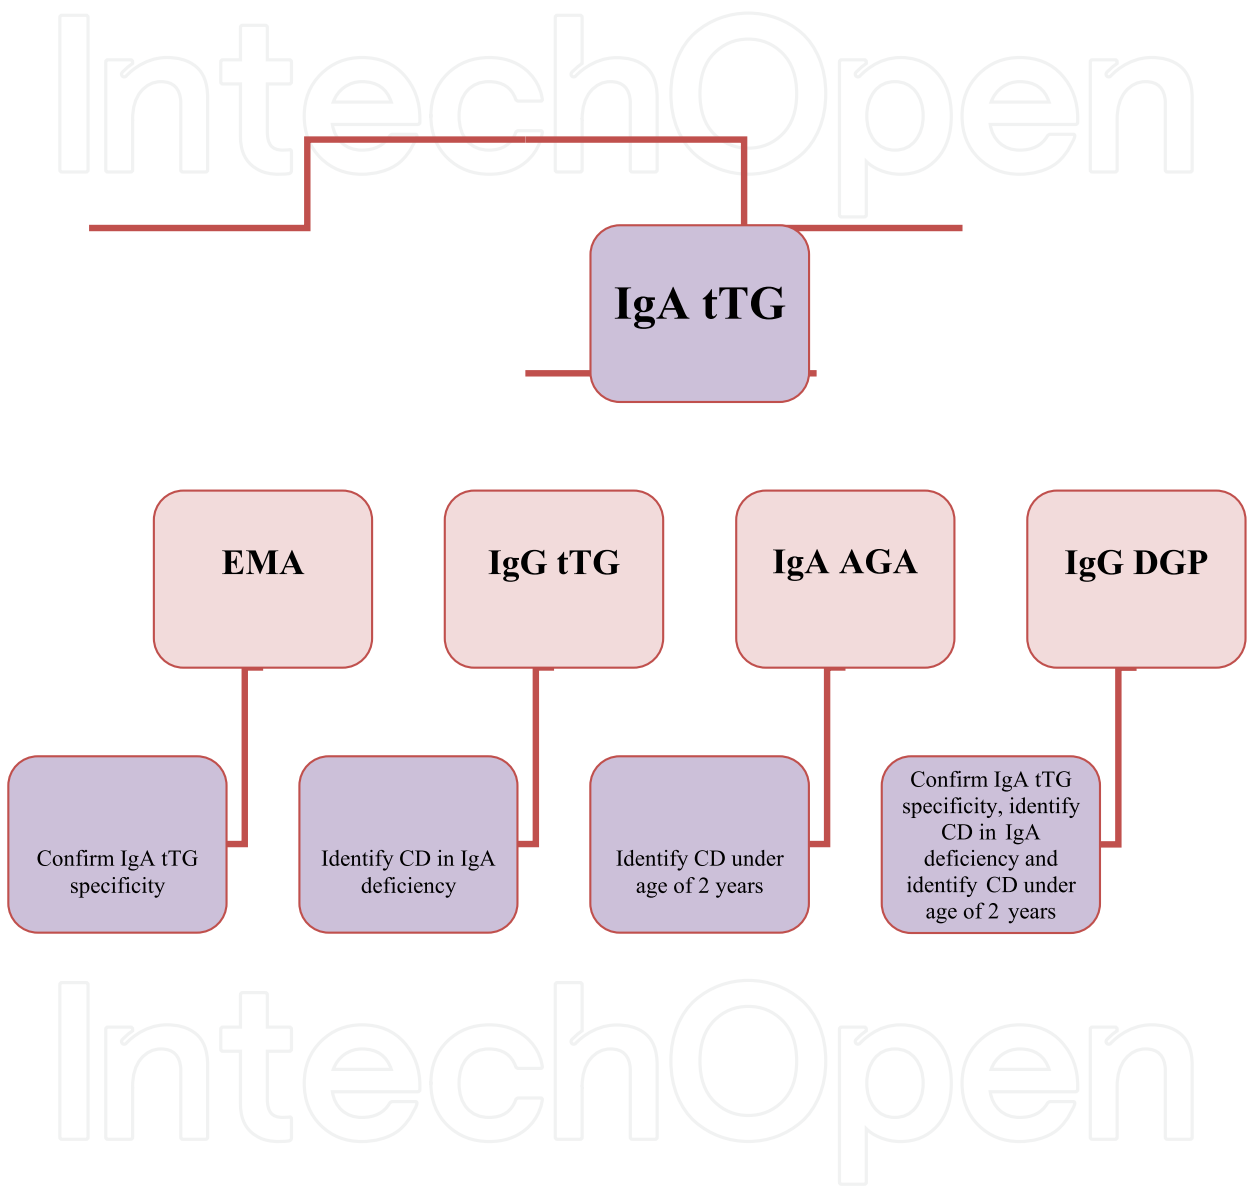 IntechOpen
IgA tTG
EMA
IgG tTG
IgA AGA
IgG DGP
Confirm IgA tTG
specificity
Identify CD in IgA
deficiency
Identify CD under
age of 2 years
Confirm IgA tTG
specificity, identify
CD in IgA
deficiency and
identify CD under
age of 2 years
IntechOpen